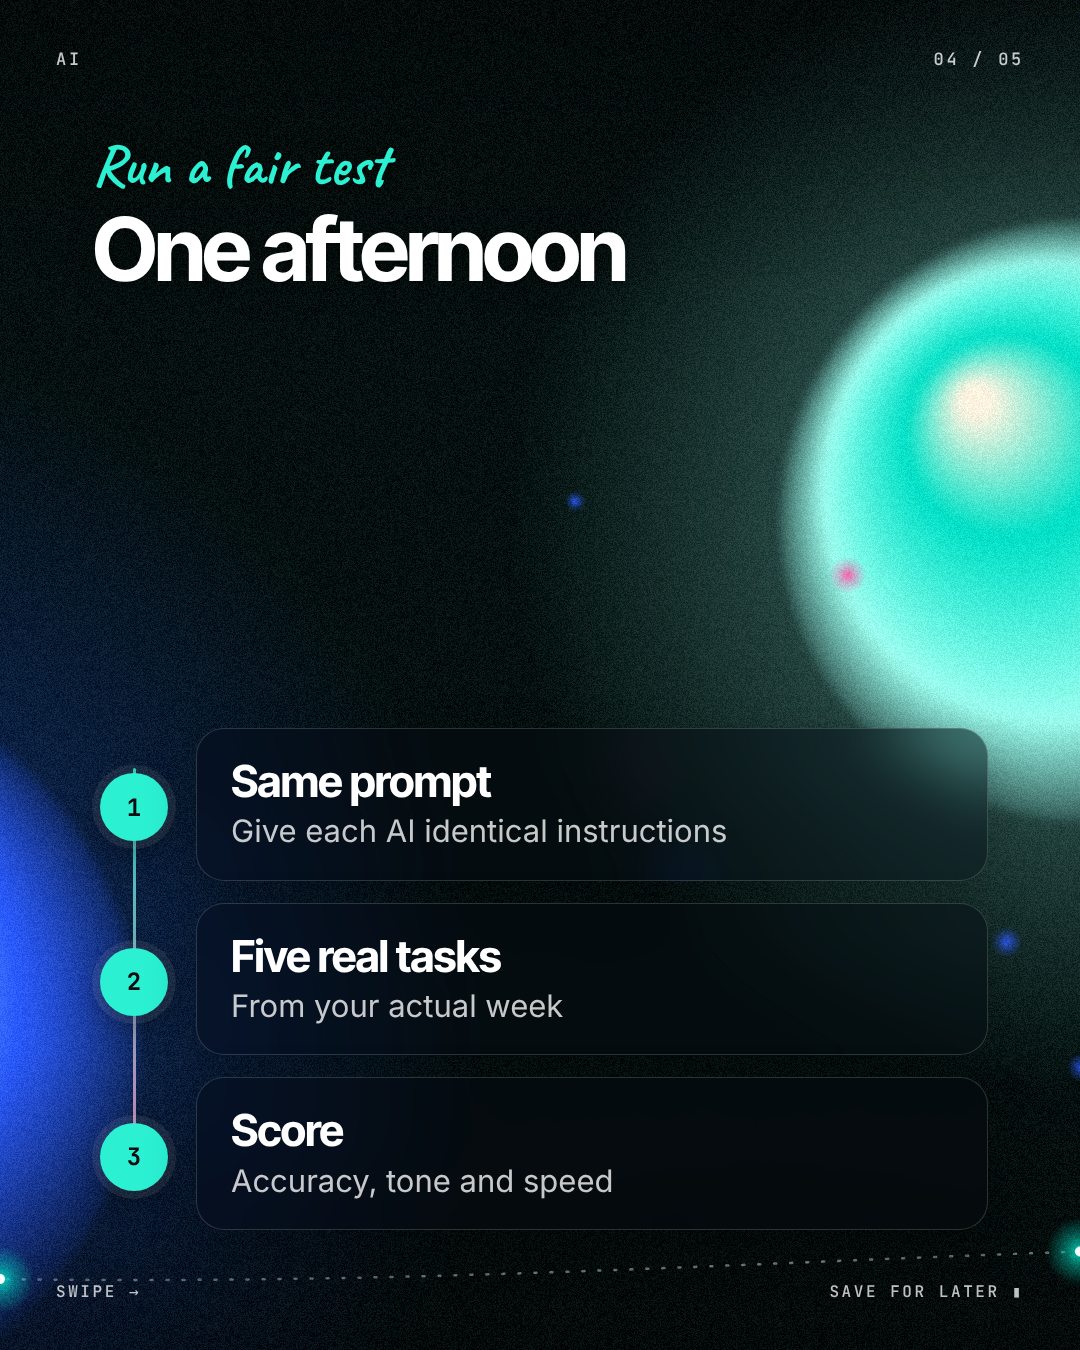 AI
04 / 05
Run a fair test
One afternoon
1
Same prompt
Give each AI identical instructions
2
Five real tasks
From your actual week
3
Score
Accuracy, tone and speed
SWIPE →
SAVE FOR LATER ▮